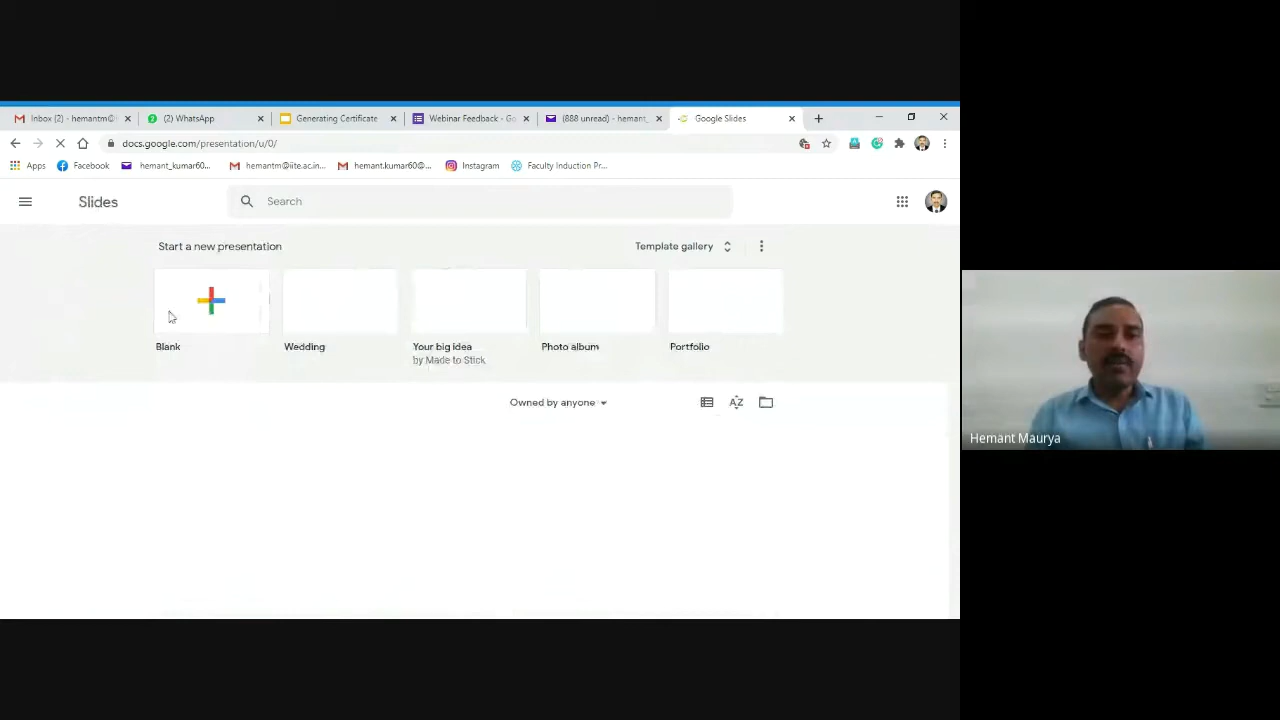 Inbox (2) - hemantm@i
(2) WhatsApp
Generating Certificate
Webinar Feedback - Go
(888 unread) - hemant_
Google Slides
docs.google.com/presentation/u/0/
Apps
Facebook
hemant_kumar60...
hemantm@iite.ac.in...
hemant.kumar60@...
Instagram
Faculty Induction Pr...
Slides
Search
Start a new presentation
Template gallery
Blank
Wedding
Your big idea
by Made to Stick
Photo album
Portfolio
Owned by anyone
AZ
Hemant Maurya